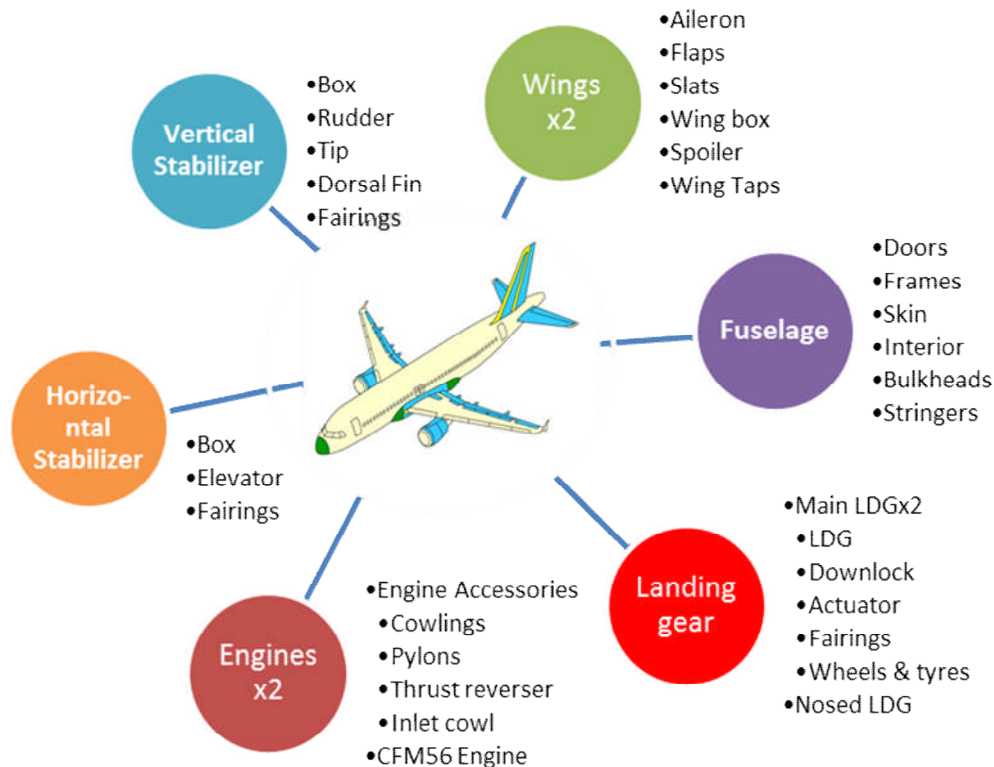 Vertical
Stabilizer
•Box
•Rudder
•Tip
•Dorsal Fin
•Fairings
Wings
x2
•Aileron
•Flaps
•Slats
•Wing box
•Spoiler
•Wing Taps
Fuselage
•Doors
•Frames
•Skin
•Interior
•Bulkheads
•Stringers
Horizo-
ntal
Stabilizer
•Box
•Elevator
•Fairings
Engines
x2
•Engine Accessories
•Cowlings
•Pylons
•Thrust reverser
•Inlet cowl
•CFM56 Engine
Landing
gear
•Main LDGx2
•LDG
•Downlock
•Actuator
•Fairings
•Wheels & tyres
•Nosed LDG